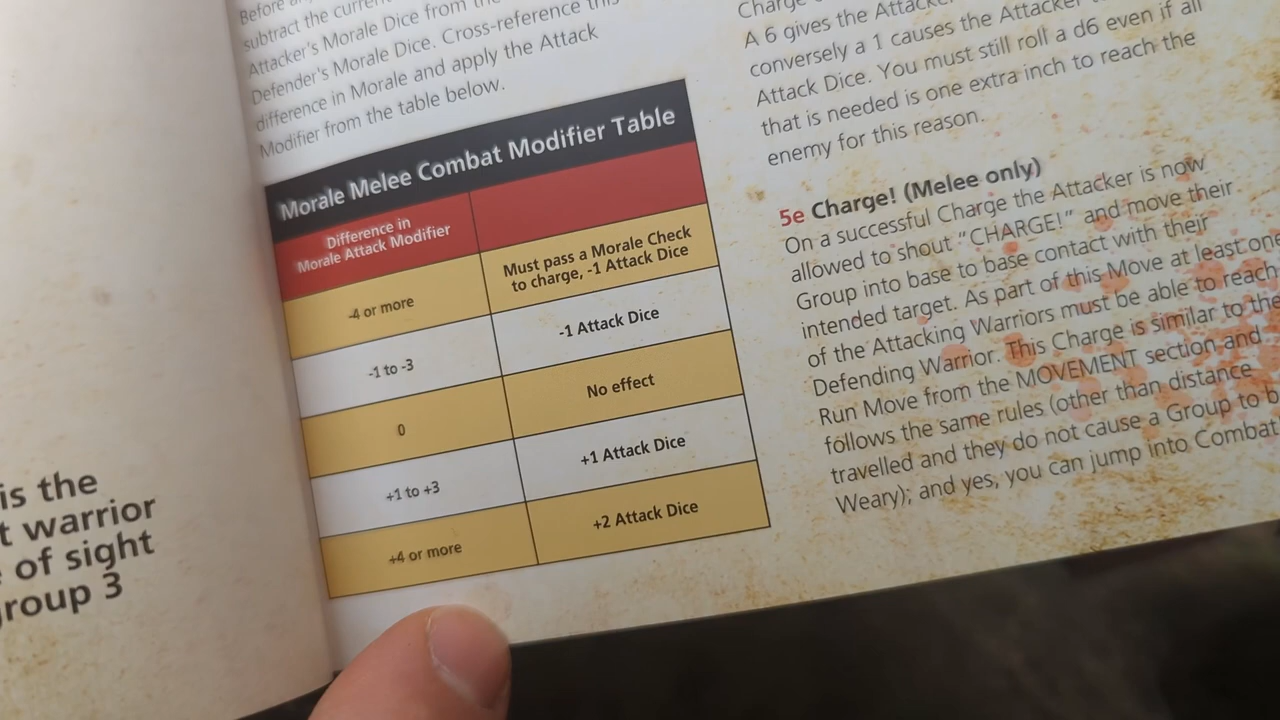 is the
t warrior
of sight
roup 3
Before
subtract the current
Attacker's Morale Dice from the
Defender's Morale Dice. Cross-reference this
difference in Morale and apply the Attack
Modifier from the table below.
Morale Melee Combat Modifier Table
Difference in
Morale Attack Modifier
-4 or more
Must pass a Morale Check
to charge, -1 Attack Dice
-1 to -3
-1 Attack Dice
0
No effect
+1 to +3
+1 Attack Dice
+4 or more
+2 Attack Dice
Charge
A 6 gives the Attacker
conversely a 1 causes the Attacker
Attack Dice. You must still roll a d6 even if all
that is needed is one extra inch to reach the
enemy for this reason.
5e Charge! (Melee only)
On a successful Charge the Attacker is now
allowed to shout "CHARGE!" and move their
Group into base to base contact with their
intended target. As part of this Move at least one
of the Attacking Warriors must be able to reach
Defending Warrior. This Charge is similar to the
Run Move from the MOVEMENT section and
follows the same rules (other than distance
travelled and they do not cause a Group to b
Weary); and yes, you can jump into Combat